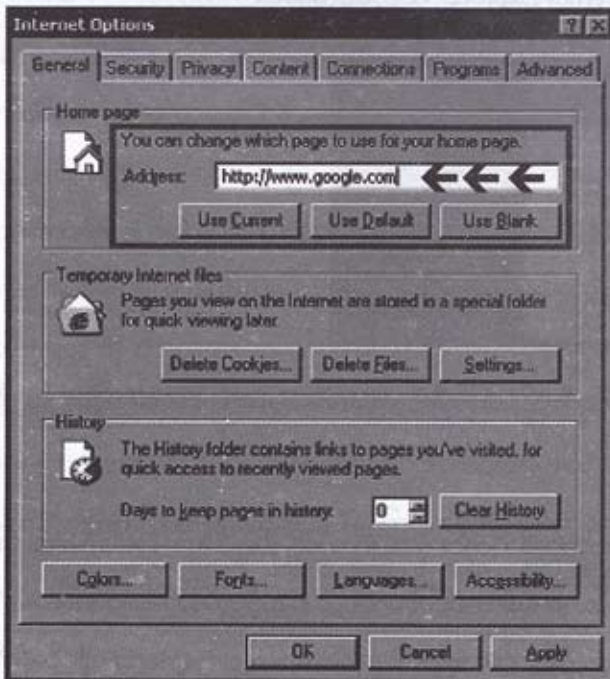 Internet Options
General Security Privacy Content Connections Programs Advanced
Home page
You can change which page to use for your home page.
Address: http://www.google.com
Use Current Use Default Use Blank
Temporary Internet files
Pages you view on the Internet are stored in a special folder
for quick viewing later.
Delete Cookies... Delete Files... Settings...
History
The History folder contains links to pages you've visited, for
quick access to recently viewed pages.
Days to keep pages in history: 0 Clear History
Colors... Fonts... Languages... Accessibility...
OK Cancel Apply